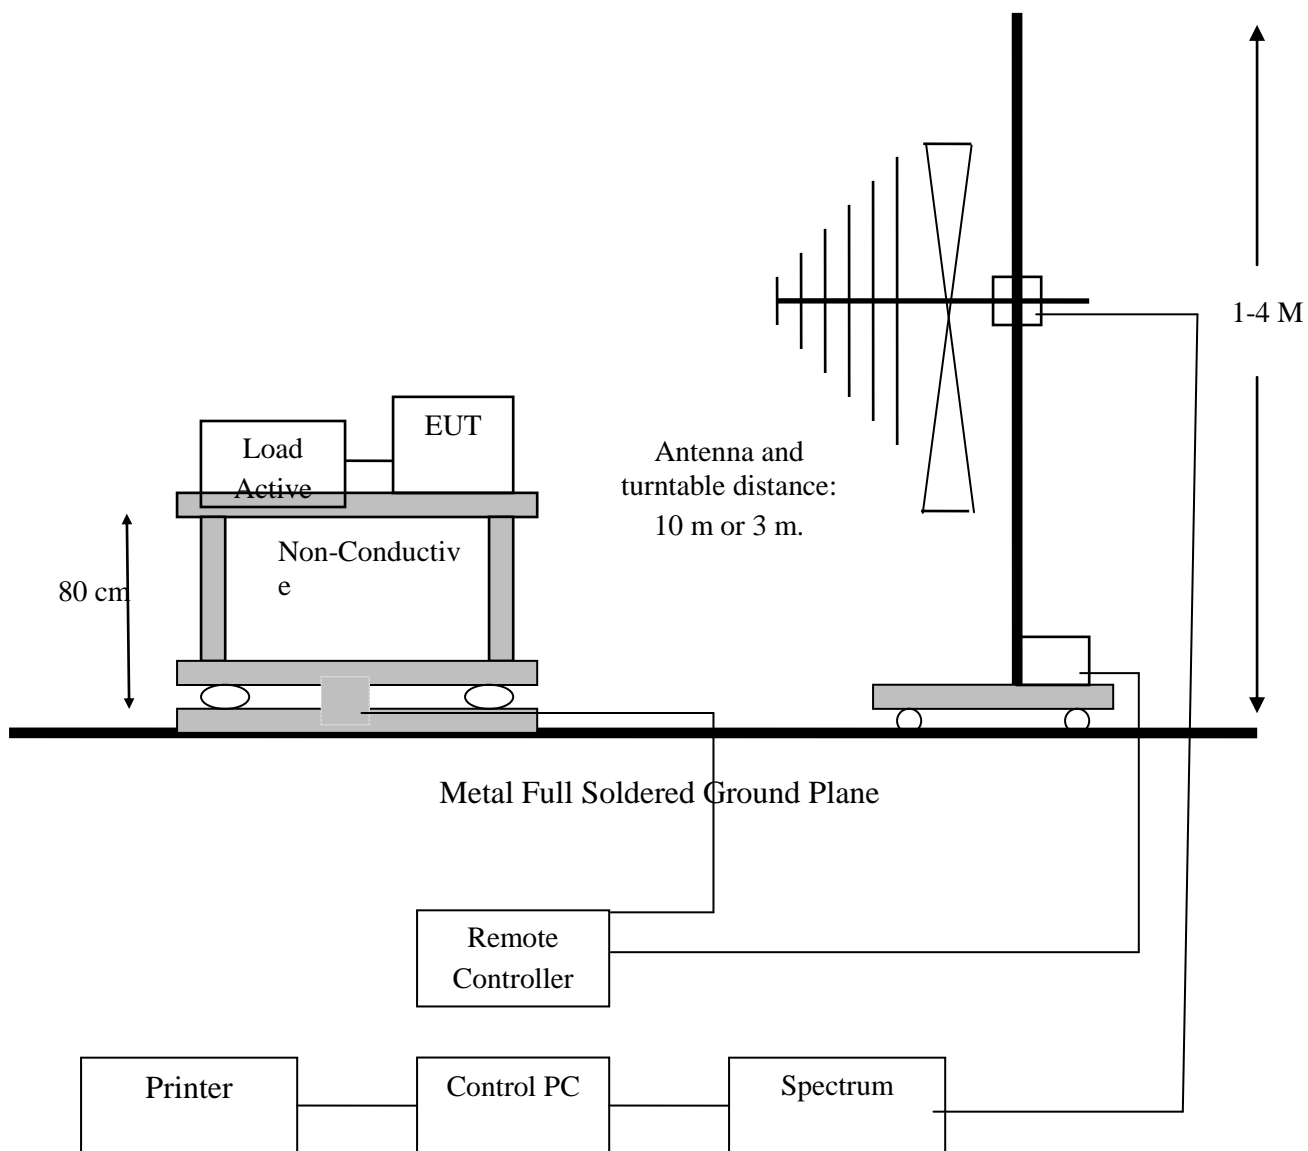 1-4 M
EUT
Load
Active
Antenna and
turntable distance:
10 m or 3 m.
Non-Conductiv
e
80 cm
Metal Full Soldered Ground Plane
Remote
Controller
Printer
Control PC
Spectrum